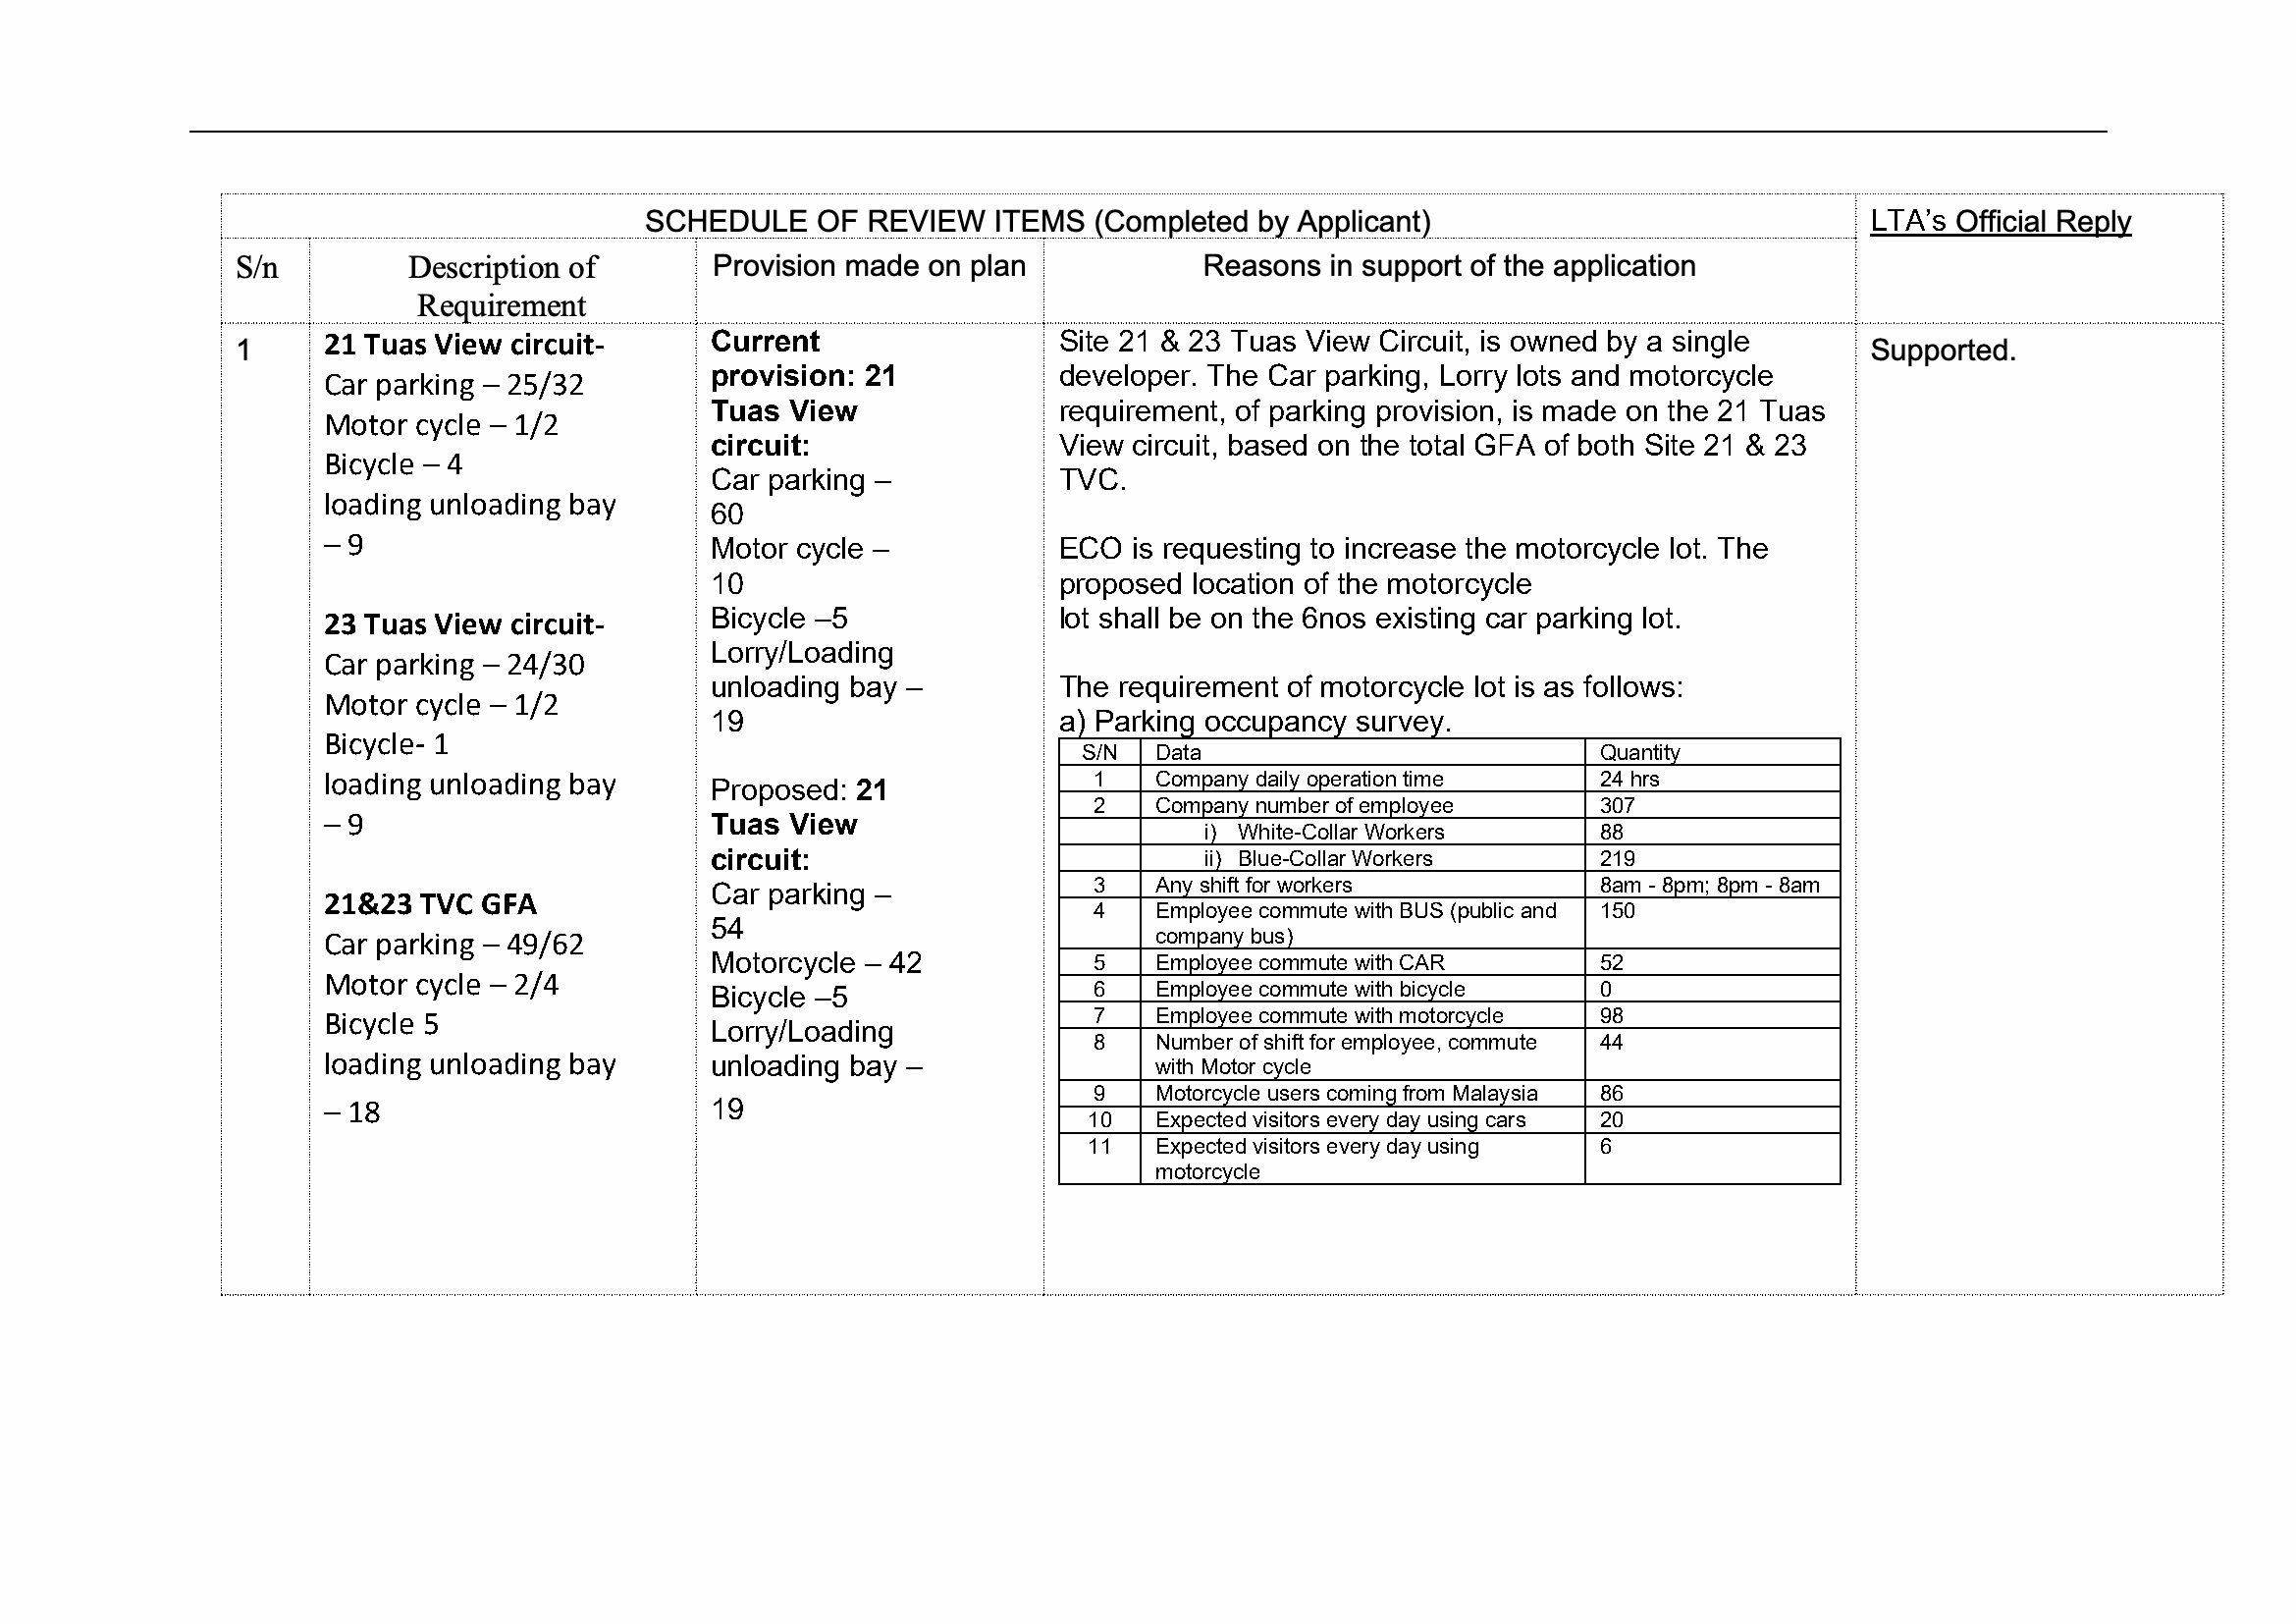 SCHEDULE OF REVIEW ITEMS (Completed by Applicant)
LTA's Official Reply
S/n
Description of
Requirement
Provision made on plan
Reasons in support of the application
1
21 Tuas View circuit-
Car parking – 25/32
Motor cycle – 1/2
Bicycle – 4
loading unloading bay
– 9
23 Tuas View circuit-
Car parking – 24/30
Motor cycle – 1/2
Bicycle- 1
loading unloading bay
– 9
21&23 TVC GFA
Car parking – 49/62
Motor cycle – 2/4
Bicycle 5
loading unloading bay
– 18
Current
provision: 21
Tuas View
circuit:
Car parking –
60
Motor cycle –
10
Bicycle –5
Lorry/Loading
unloading bay –
19
Proposed: 21
Tuas View
circuit:
Car parking –
54
Motorcycle – 42
Bicycle –5
Lorry/Loading
unloading bay –
19
Site 21 & 23 Tuas View Circuit, is owned by a single
developer. The Car parking, Lorry lots and motorcycle
requirement, of parking provision, is made on the 21 Tuas
View circuit, based on the total GFA of both Site 21 & 23
TVC.
ECO is requesting to increase the motorcycle lot. The
proposed location of the motorcycle
lot shall be on the 6nos existing car parking lot.
The requirement of motorcycle lot is as follows:
a) Parking occupancy survey.
S/N Data Quantity
1 Company daily operation time 24 hrs
2 Company number of employee 307
i) White-Collar Workers 88
ii) Blue-Collar Workers 219
3 Any shift for workers 8am - 8pm; 8pm - 8am
4 Employee commute with BUS (public and 150
company bus)
5 Employee commute with CAR 52
6 Employee commute with bicycle 0
7 Employee commute with motorcycle 98
8 Number of shift for employee, commute 44
with Motor cycle
9 Motorcycle users coming from Malaysia 86
10 Expected visitors every day using cars 20
11 Expected visitors every day using 6
motorcycle
Supported.